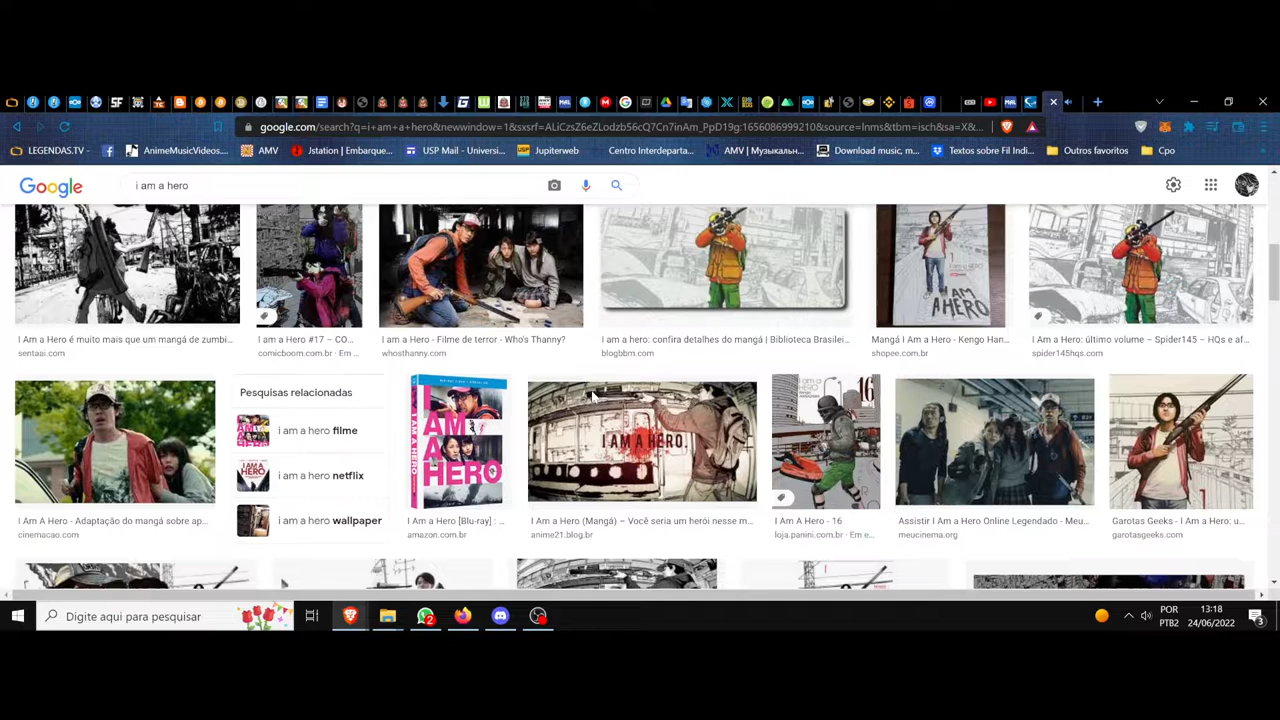 LEGENDAS.TV -
AnimeMusicVideos...
AMV
Jstation | Embarque...
USP Mail - Universi...
Jupiterweb
Centro Interdeparta...
AMV | Музыкальн...
Download music, m...
Textos sobre Fil Indi...
Outros favoritos
Cpo
google.com/search?q=i+am+a+hero&newwindow=1&sxsrf=ALiCzsZ6eZLodzb56cQ7Cn7inAm_PpD19g:1656086999210&source=lnms&tbm=isch&sa=X&...
Google
i am a hero
I Am a Hero é muito mais que um mangá de zumbi...
sentaai.com
I am a Hero #17 – CO...
comicboom.com.br · Em ...
I am a Hero - Filme de terror - Who's Thanny?
whosthanny.com
I am a hero: confira detalhes do mangá | Biblioteca Brasilei...
blogbbm.com
I AM
A HERO
Mangá I Am a Hero - Kengo Han...
shopee.com.br
I Am a Hero: último volume – Spider145 – HQs e af...
spider145hqs.com
I Am A Hero - Adaptação do mangá sobre ap...
cinemacao.com
Pesquisas relacionadas
i am a hero filme
i am a hero netflix
i am a hero wallpaper
I AM A HERO
I Am a Hero [Blu-ray] : ...
amazon.com.br
I AM A HERO.
I Am a Hero (Mangá) – Você seria um herói nesse m...
anime21.blog.br
16
I Am A Hero - 16
loja.panini.com.br · Em e...
Assistir I Am a Hero Online Legendado - Meu...
meucinema.org
Garotas Geeks - I Am a Hero: u...
garotasgeeks.com
Digite aqui para pesquisar
2
POR
PTB2
13:18
24/06/2022
3